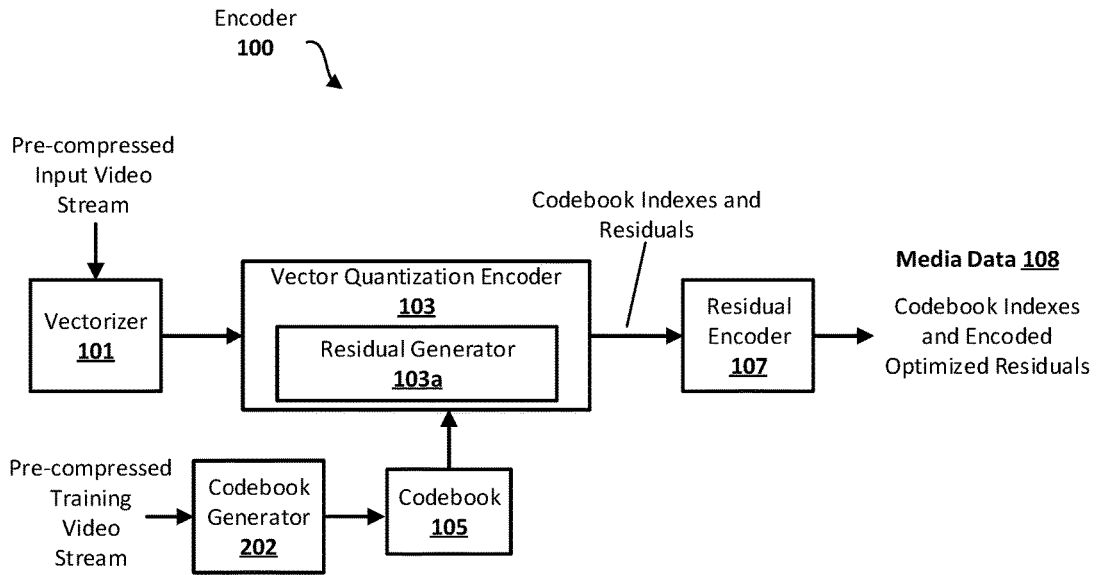 Encoder
100
Pre-compressed
Input Video
Stream
Codebook Indexes and
Residuals
Vectorizer
101
Vector Quantization Encoder
103
Residual Generator
103a
Residual
Encoder
107
Media Data 108
Codebook Indexes
and Encoded
Optimized Residuals
Pre-compressed
Training
Video
Stream
Codebook
Generator
202
Codebook
105